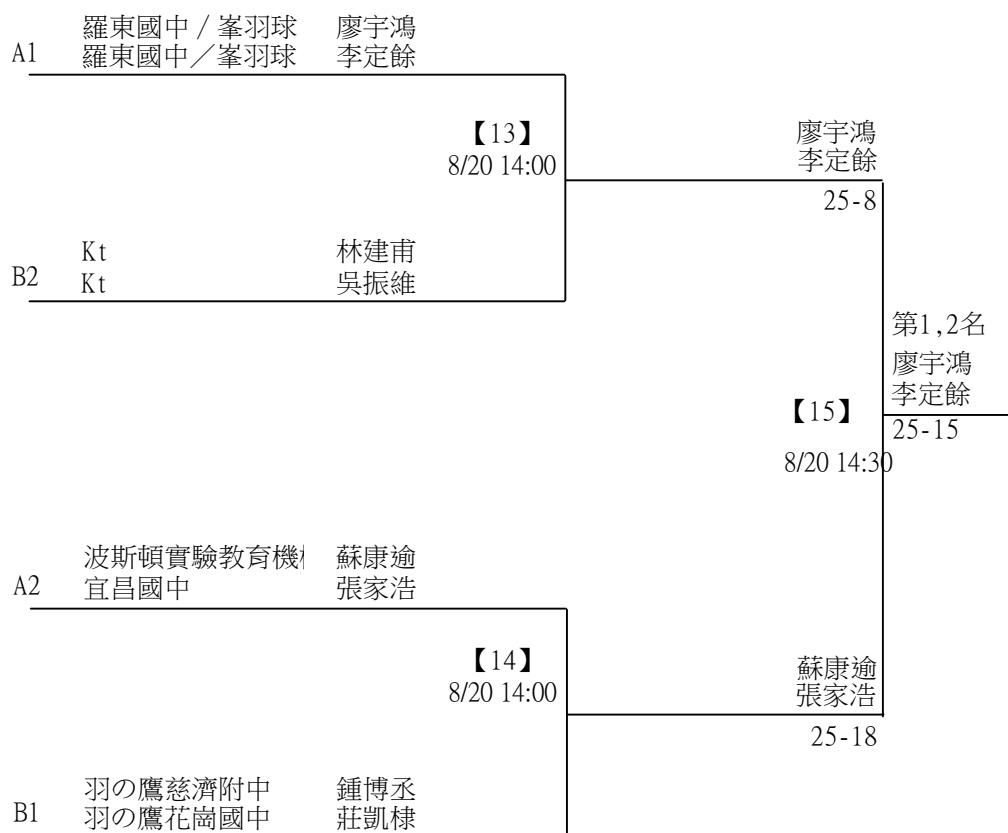 羅東國中 / 峯羽球 廖宇鴻
A1 羅東國中／峯羽球 李定餘
【13】
8/20 14:00
廖宇鴻
李定餘
25-8
Kt 林建甫
B2 Kt 吳振維
第1,2名
廖宇鴻
李定餘
【15】
25-15
8/20 14:30
波斯頓實驗教育機 蘇康逾
A2 宜昌國中 張家浩
【14】
8/20 14:00
蘇康逾
張家浩
25-18
羽の鷹慈濟附中 鍾博丞
B1 羽の鷹花崗國中 莊凱棣